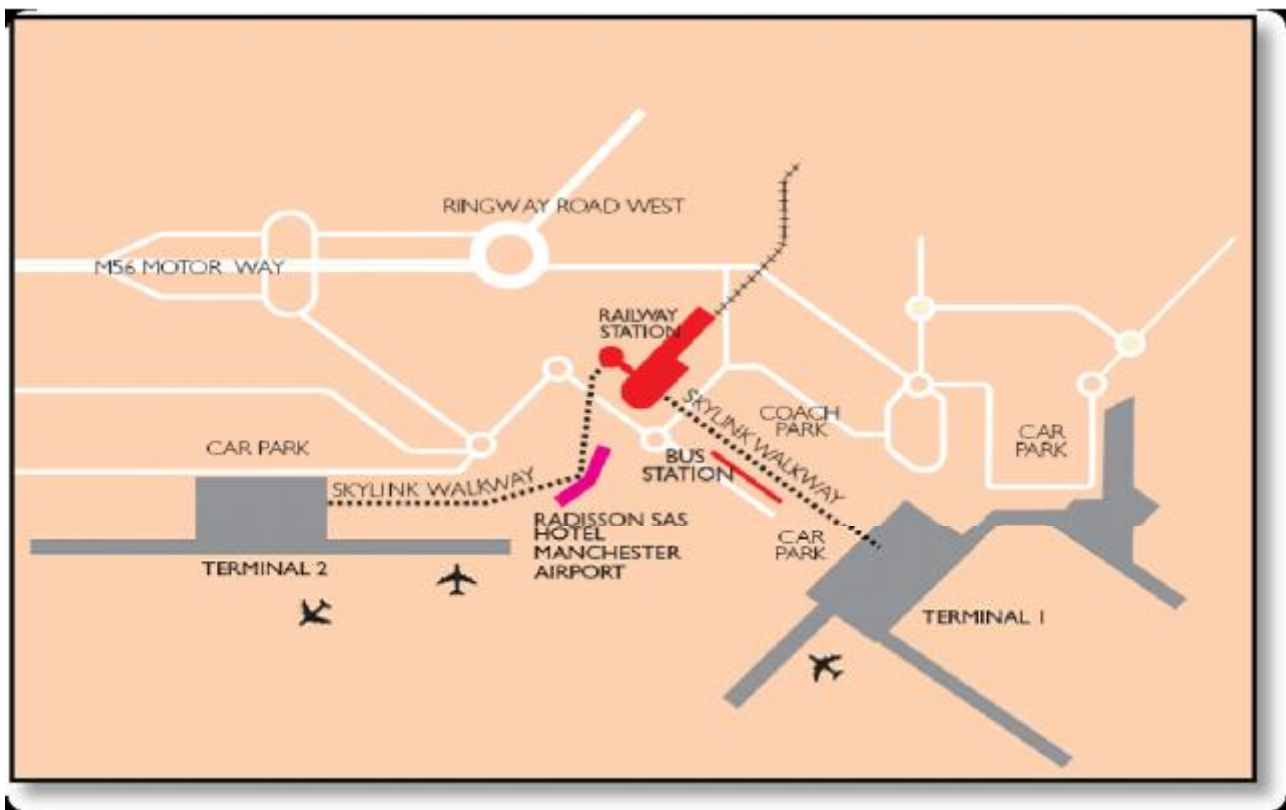 RINGWAY ROAD WEST
M56 MOTOR WAY
RAILWAY
STATION
SKYLINK WALKWAY
COACH
PARK
CAR
PARK
CAR PARK
BUS
STATION
SKYLINK WALKWAY
RADISSON SAS
HOTEL
MANCHESTER
AIRPORT
CAR
PARK
TERMINAL 2
TERMINAL 1